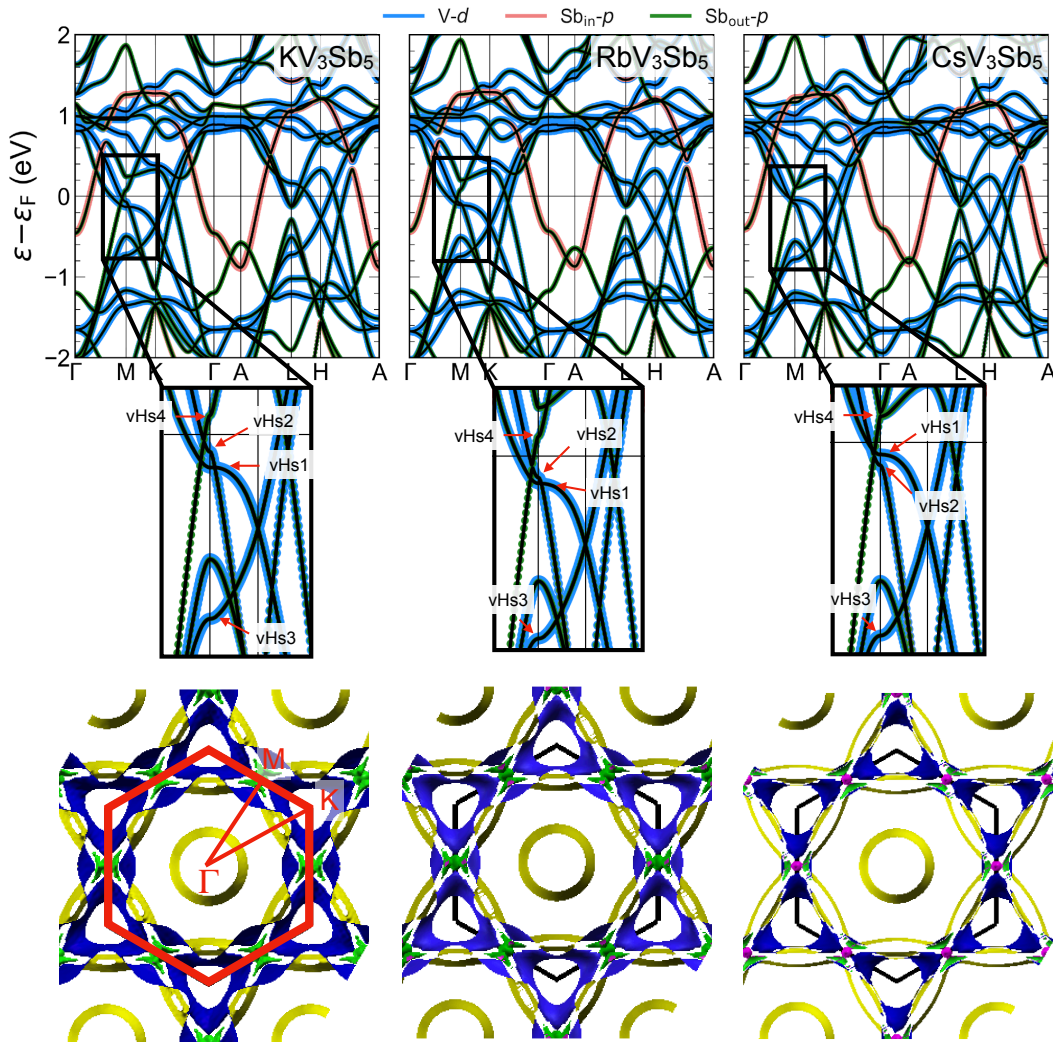 V-d Sb_in-p Sb_out-p
KV₃Sb₅ RbV₃Sb₅ CsV₃Sb₅
2
1
0
−1
−2
ε−ε_F (eV)
Γ M K Γ A L H A
Γ M K Γ A L H A
Γ M K Γ A L H A
vHs4
vHs2
vHs1
vHs3
vHs4
vHs2
vHs1
vHs3
vHs4
vHs1
vHs2
vHs3
M
K
Γ